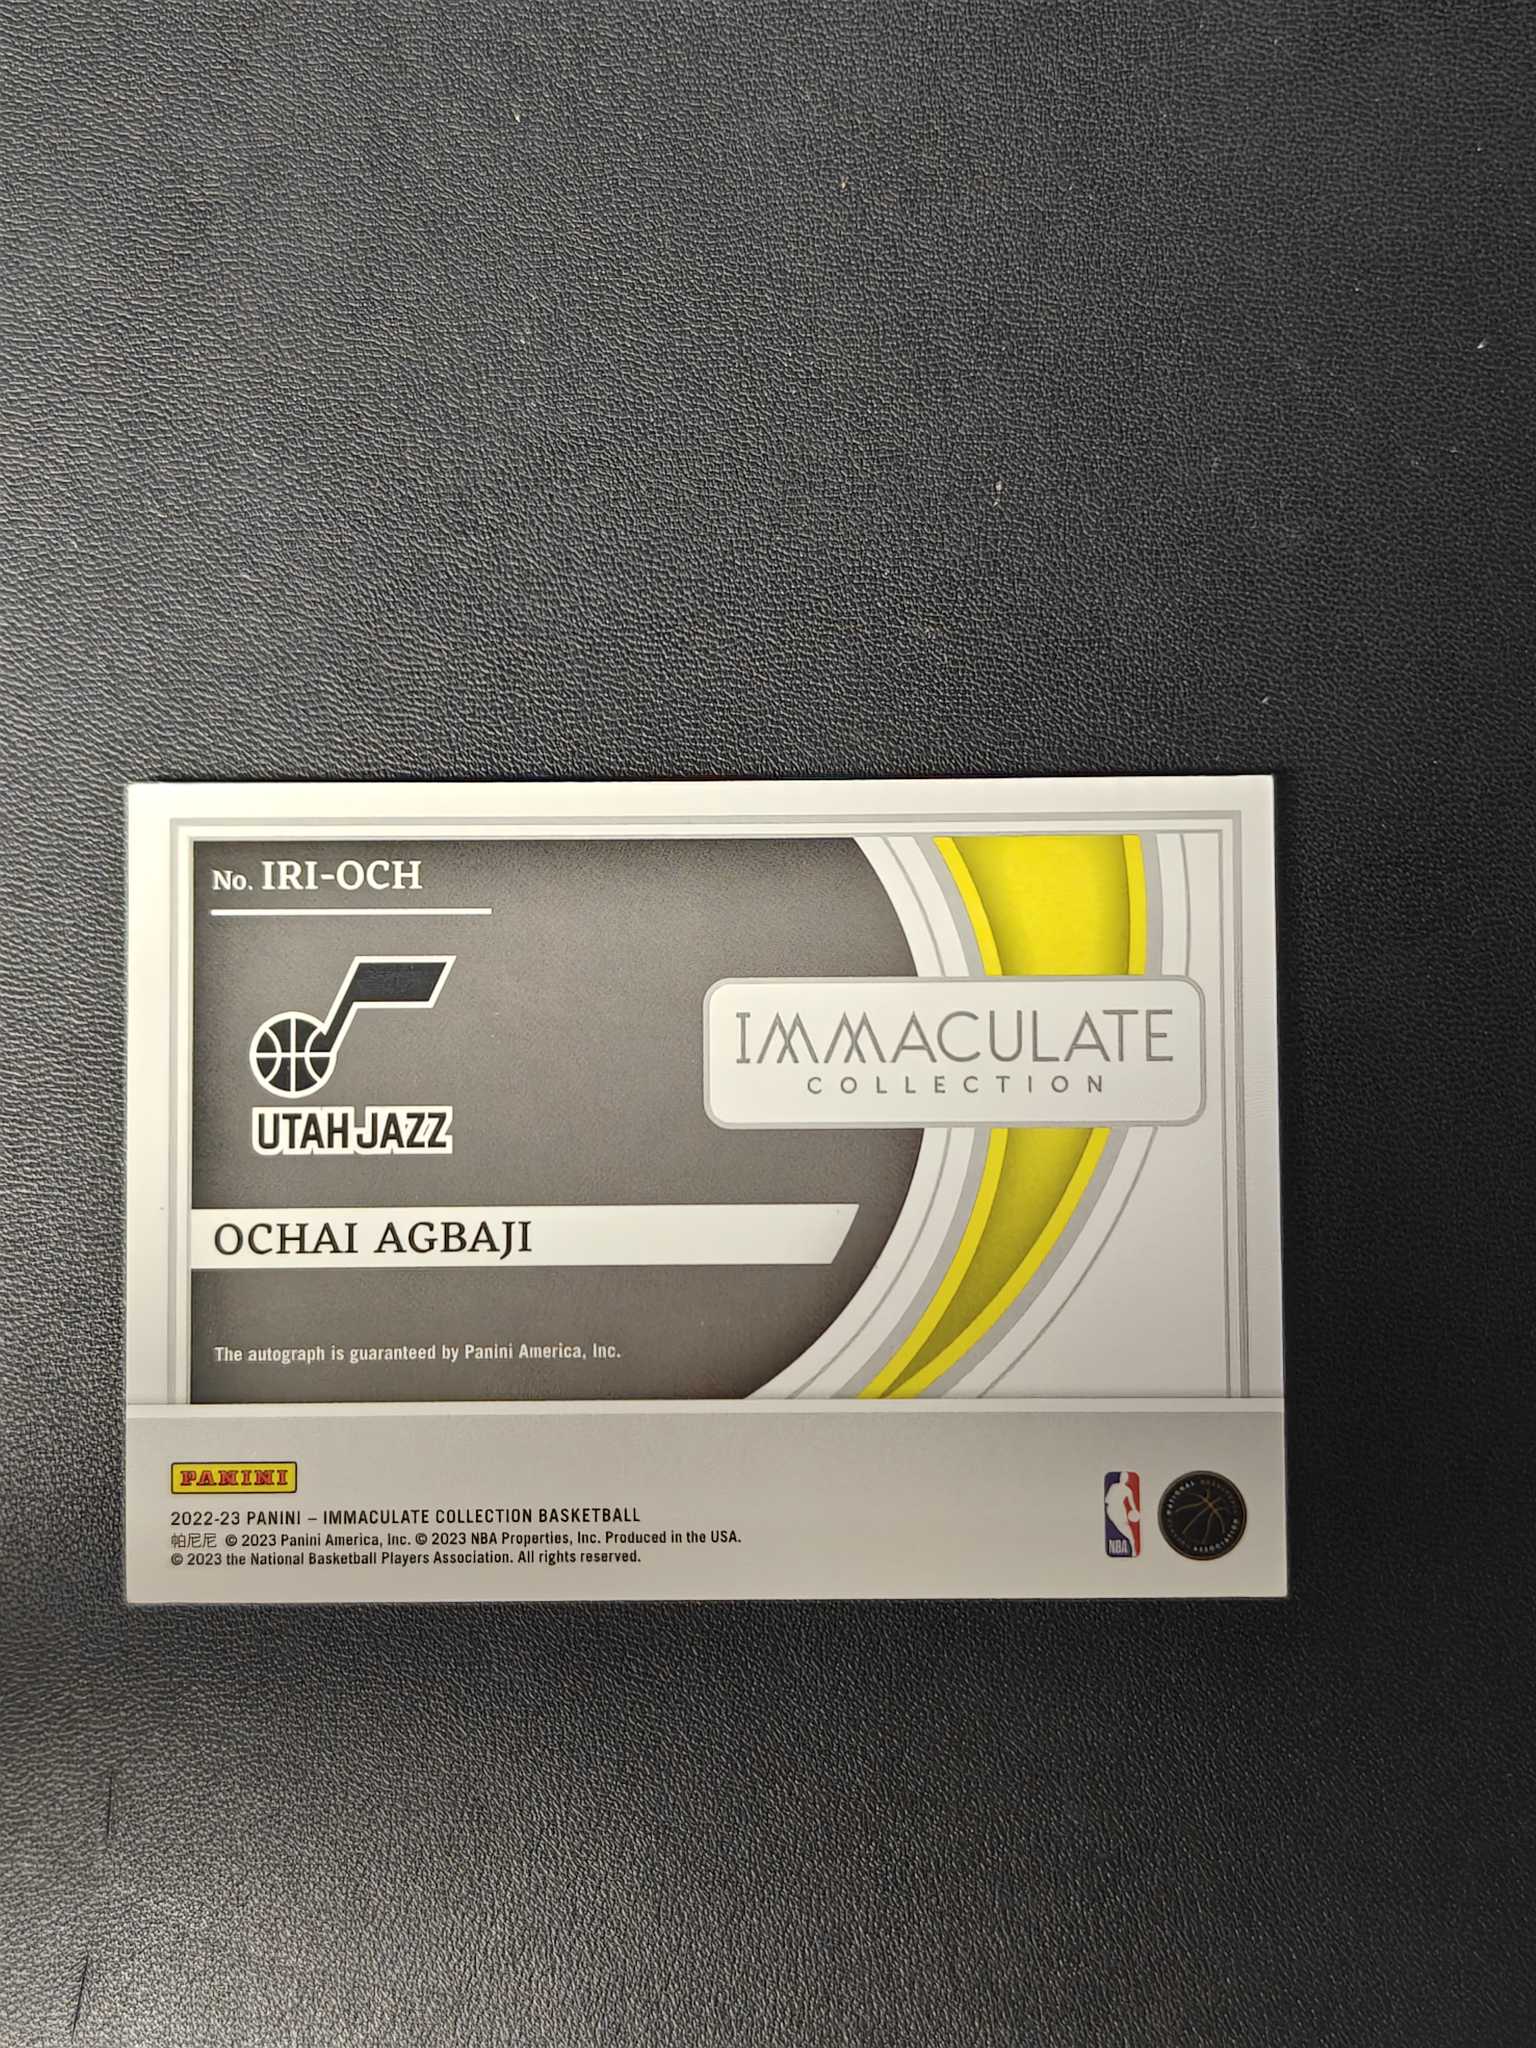 No. IRI-OCH
UTAH JAZZ
IMMACULATE
COLLECTION
OCHAI AGBAJI
The autograph is guaranteed by Panini America, Inc.
PANINI
2022-23 PANINI – IMMACULATE COLLECTION BASKETBALL
帕尼尼 © 2023 Panini America, Inc. © 2023 NBA Properties, Inc. Produced in the USA.
© 2023 the National Basketball Players Association. All rights reserved.
NBA
NATIONAL
ASSOCIATION